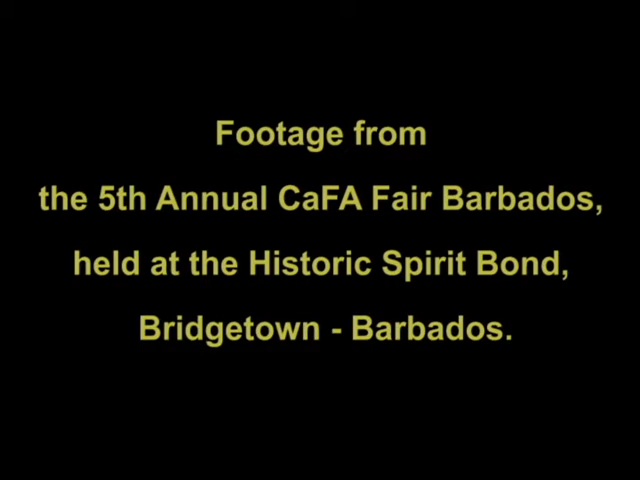 Footage from
the 5th Annual CaFA Fair Barbados,
held at the Historic Spirit Bond,
Bridgetown - Barbados.